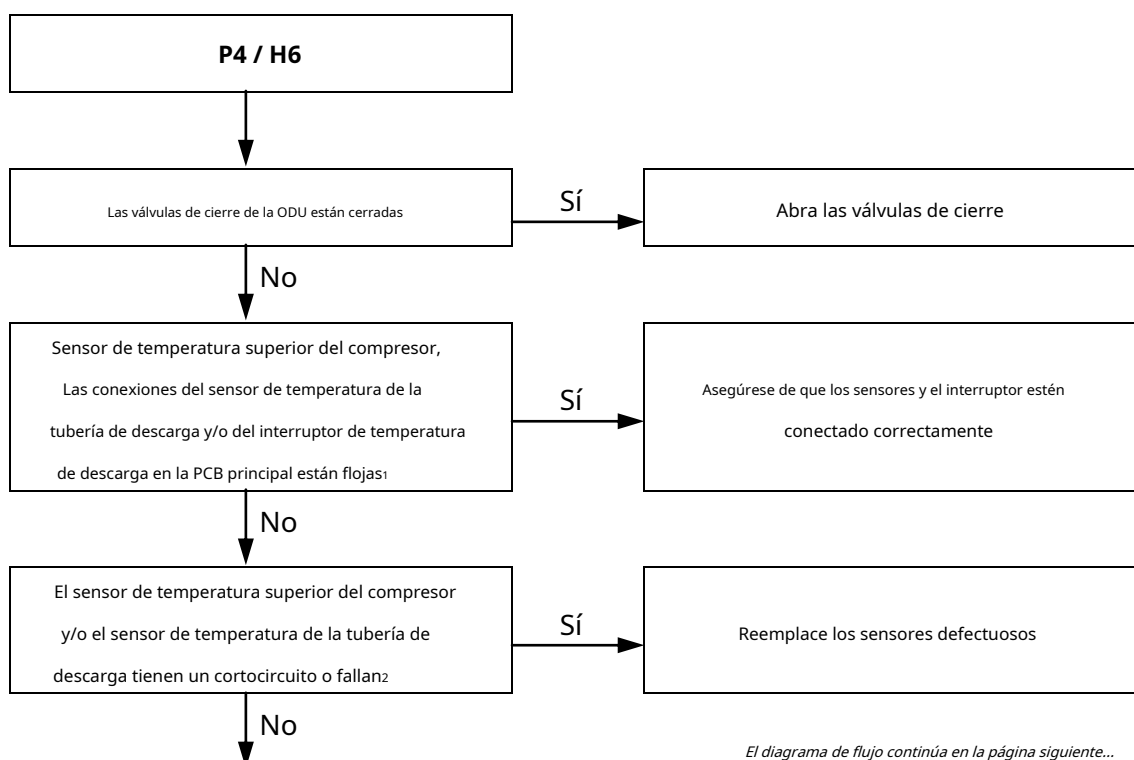 P4 / H6
Las válvulas de cierre de la ODU están cerradas
Sí
Abra las válvulas de cierre
No
Sensor de temperatura superior del compresor,
Las conexiones del sensor de temperatura de la
tubería de descarga y/o del interruptor de temperatura
de descarga en la PCB principal están flojas1
Sí
Asegúrese de que los sensores y el interruptor estén
conectado correctamente
No
El sensor de temperatura superior del compresor
y/o el sensor de temperatura de la tubería de
descarga tienen un cortocircuito o fallan2
Sí
Reemplace los sensores defectuosos
No
El diagrama de flujo continúa en la página siguiente...